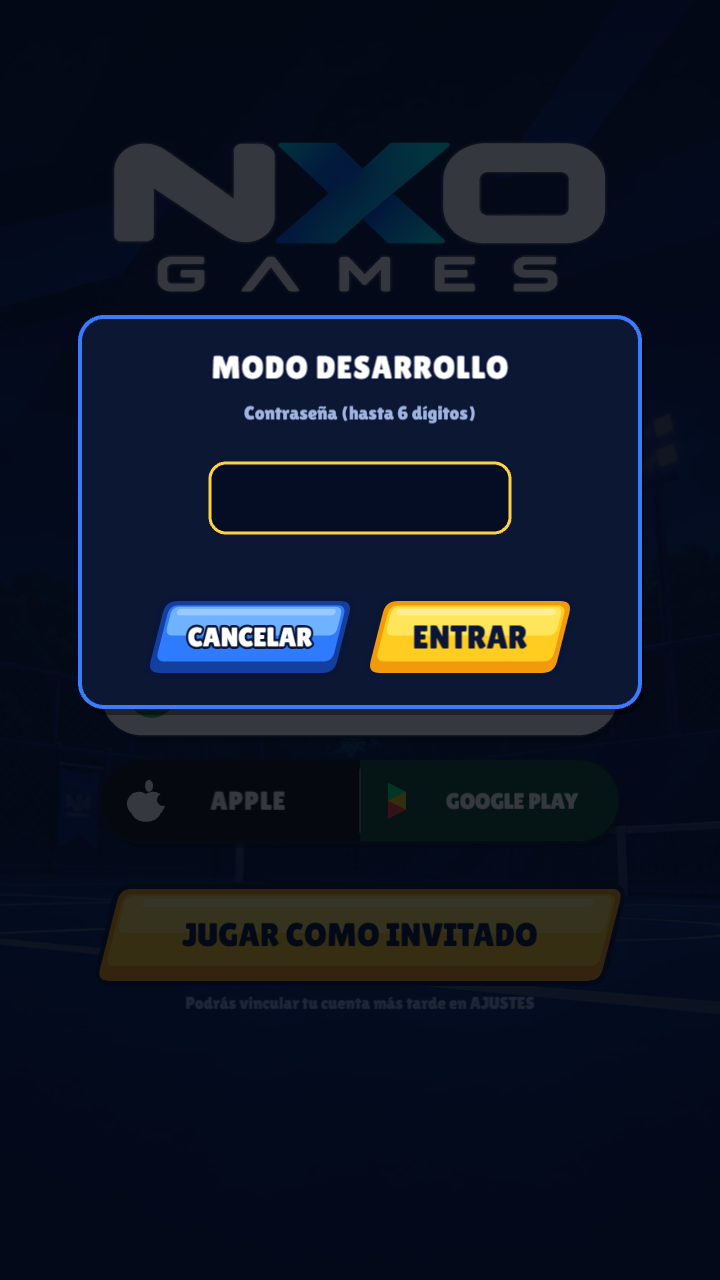 NXO
GAMES
MODO DESARROLLO
Contraseña (hasta 6 dígitos)
CANCELAR
ENTRAR
APPLE
GOOGLE PLAY
JUGAR COMO INVITADO
Podrás vincular tu cuenta más tarde en AJUSTES